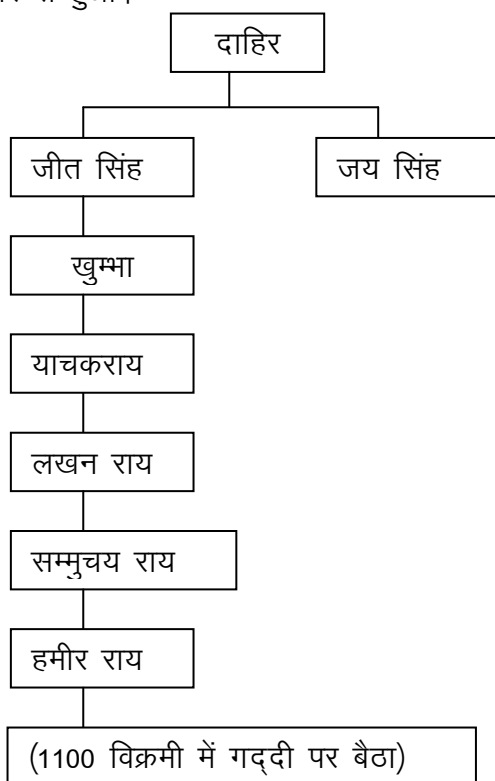 दाहिर
जीत सिंह जय सिंह
खुम्भा
याचकराय
लखन राय
सम्मुचय राय
हमीर राय
(1100 विक्रमी में गद्दी पर बैठा)